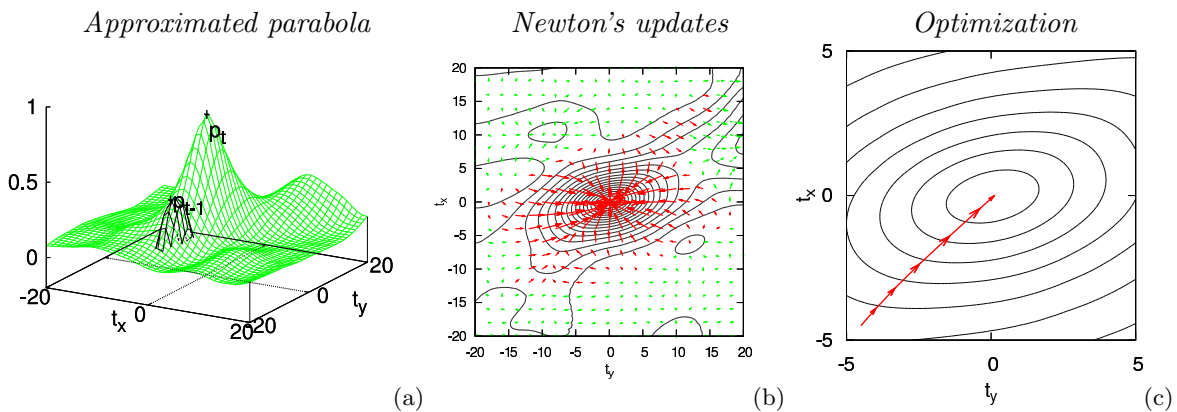 Approximated parabola
Newton's updates
Optimization
1
0.5
0
p_t
p_{t-1}
-20
t_x
0
20
-20
0
t_y
20
(a)
20
15
10
5
0
-5
-10
-15
-20
t_x
-20 -15 -10 -5 0 5 10 15 20
t_y
(b)
5
0
-5
t_x
-5 0 5
t_y
(c)